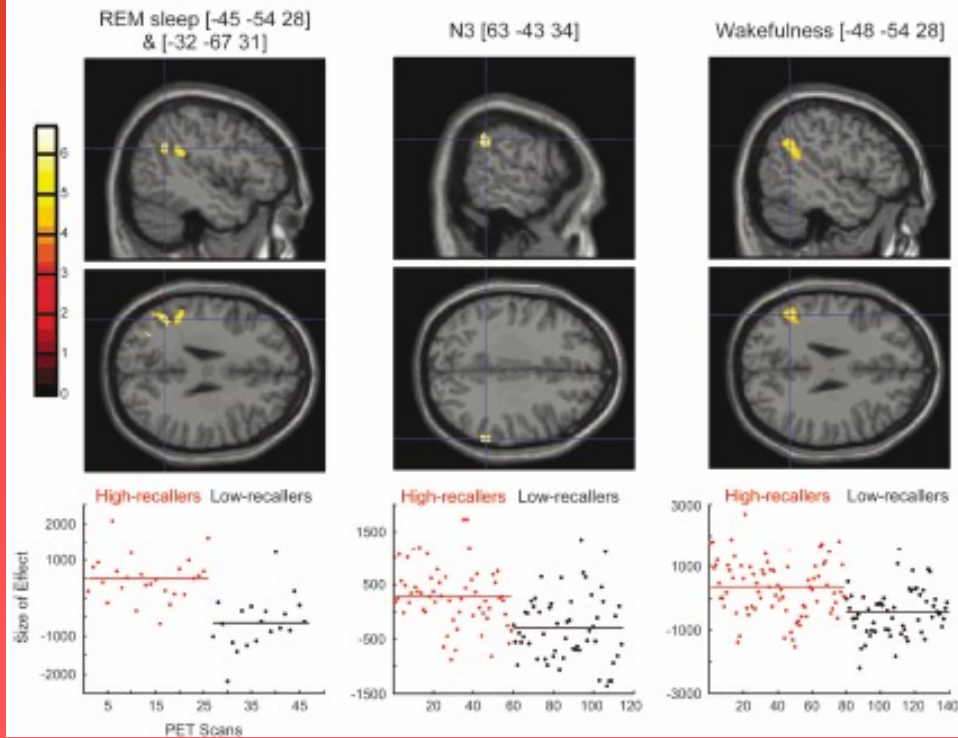 REM sleep [-45 -54 28]
& [-32 -67 31]
N3 [63 -43 34]
Wakefulness [-48 -54 28]
6
5
4
3
2
1
0
High-recallers Low-recallers
High-recallers Low-recallers
High-recallers Low-recallers
Size of Effect
2000
1000
-1000
-2000
5 15 25 35 45
PET Scans
1500
500
-500
-1500
20 40 60 80 100 120
3000
1000
-1000
-3000
20 40 60 80 100 120 140